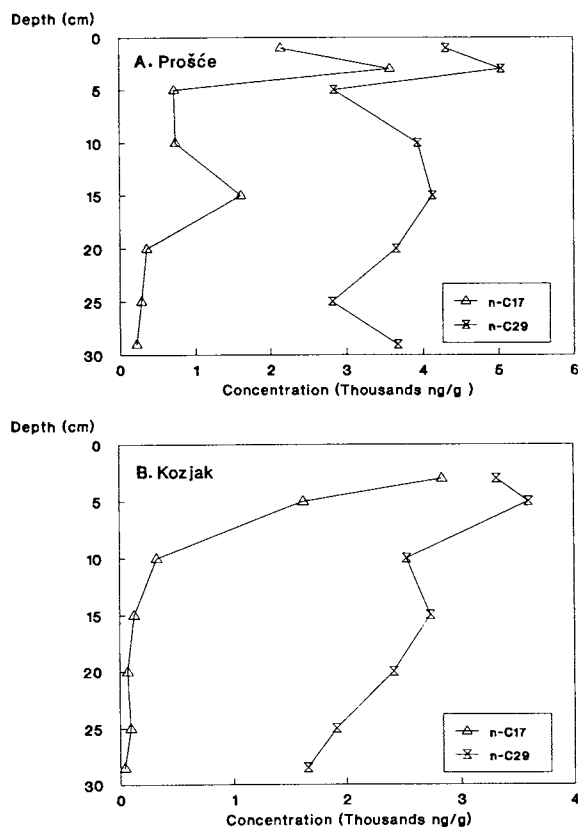 Depth (cm)
0
5
10
15
20
25
30
A. Prošće
n-C17
n-C29
0 1 2 3 4 5 6
Concentration (Thousands ng/g )
Depth (cm)
0
5
10
15
20
25
30
B. Kozjak
n-C17
n-C29
0 1 2 3 4
Concentration (Thousands ng/g)